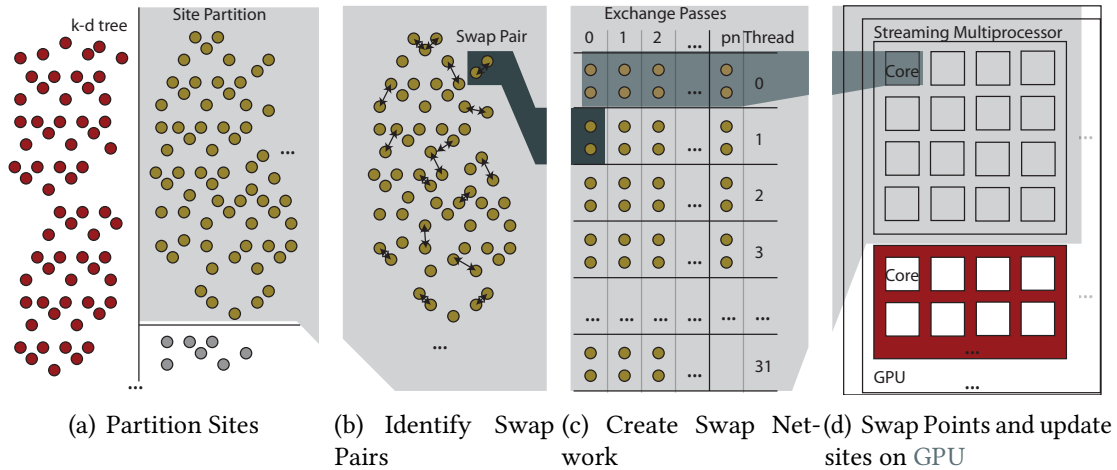 k-d tree
Site Partition
...
...
(a) Partition Sites
Swap Pair
...
(b) Identify Swap
Pairs
Exchange Passes
0 1 2 ... pn Thread
... 0
... 1
... 2
... 3
... ... ... ... ... ...
... 31
(c) Create Swap Net-
work
Streaming Multiprocessor
Core
...
Core
...
...
GPU
...
(d) Swap Points and update
sites on GPU